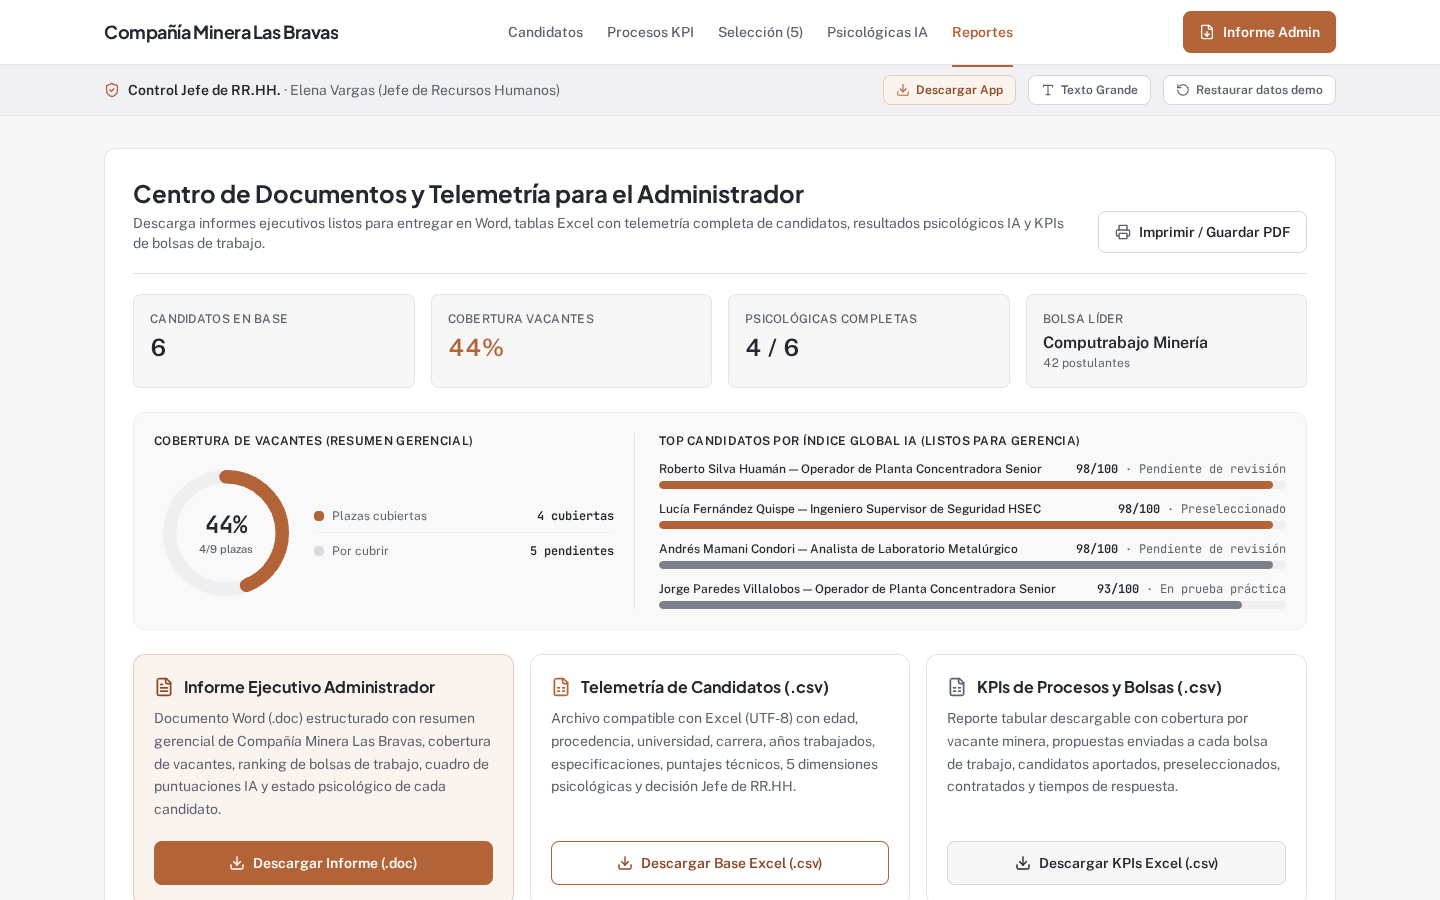 Compañía Minera Las Bravas
Candidatos
Procesos KPI
Selección (5)
Psicológicas IA
Reportes
Informe Admin
Control Jefe de RR.HH. · Elena Vargas (Jefe de Recursos Humanos)
Descargar App
Texto Grande
Restaurar datos demo
Centro de Documentos y Telemetría para el Administrador
Descarga informes ejecutivos listos para entregar en Word, tablas Excel con telemetría completa de candidatos, resultados psicológicos IA y KPIs
de bolsas de trabajo.
Imprimir / Guardar PDF
CANDIDATOS EN BASE
6
COBERTURA VACANTES
44%
PSICOLÓGICAS COMPLETAS
4 / 6
BOLSA LÍDER
Computrabajo Minería
42 postulantes
COBERTURA DE VACANTES (RESUMEN GERENCIAL)
44%
4/9 plazas
Plazas cubiertas
4 cubiertas
Por cubrir
5 pendientes
TOP CANDIDATOS POR ÍNDICE GLOBAL IA (LISTOS PARA GERENCIA)
Roberto Silva Huamán — Operador de Planta Concentradora Senior
98/100 · Pendiente de revisión
Lucía Fernández Quispe — Ingeniero Supervisor de Seguridad HSEC
98/100 · Preseleccionado
Andrés Mamani Condori — Analista de Laboratorio Metalúrgico
98/100 · Pendiente de revisión
Jorge Paredes Villalobos — Operador de Planta Concentradora Senior
93/100 · En prueba práctica
Informe Ejecutivo Administrador
Documento Word (.doc) estructurado con resumen
gerencial de Compañía Minera Las Bravas, cobertura
de vacantes, ranking de bolsas de trabajo, cuadro de
puntuaciones IA y estado psicológico de cada
candidato.
Descargar Informe (.doc)
Telemetría de Candidatos (.csv)
Archivo compatible con Excel (UTF-8) con edad,
procedencia, universidad, carrera, años trabajados,
especificaciones, puntajes técnicos, 5 dimensiones
psicológicas y decisión Jefe de RR.HH.
Descargar Base Excel (.csv)
KPIs de Procesos y Bolsas (.csv)
Reporte tabular descargable con cobertura por
vacante minera, propuestas enviadas a cada bolsa
de trabajo, candidatos aportados, preseleccionados,
contratados y tiempos de respuesta.
Descargar KPIs Excel (.csv)